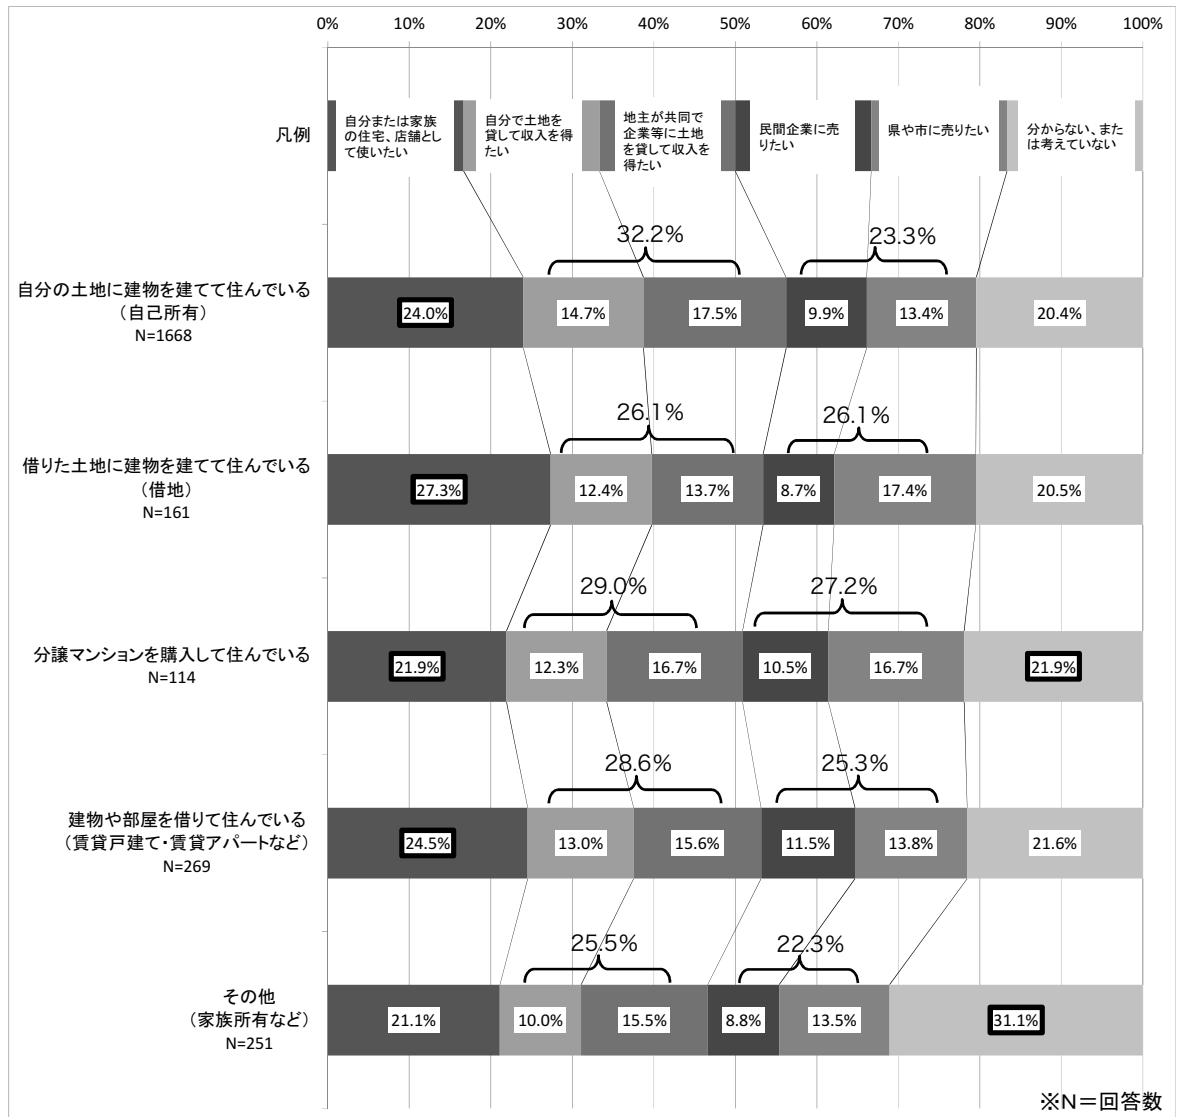 0% 10% 20% 30% 40% 50% 60% 70% 80% 90% 100%
凡例
自分または家族
の住宅、店舗とし
て使いたい
自分で土地を
貸して収入を得
たい
地主が共同で
企業等に土地
を貸して収入を
得たい
民間企業に売
りたい
県や市に売りたい
分からない、また
は考えていない
32.2% 23.3%
自分の土地に建物を建てて住んでいる
（自己所有）
N=1668
24.0% 14.7% 17.5% 9.9% 13.4% 20.4%
26.1% 26.1%
借りた土地に建物を建てて住んでいる
（借地）
N=161
27.3% 12.4% 13.7% 8.7% 17.4% 20.5%
29.0% 27.2%
分譲マンションを購入して住んでいる
N=114
21.9% 12.3% 16.7% 10.5% 16.7% 21.9%
28.6% 25.3%
建物や部屋を借りて住んでいる
（賃貸戸建て・賃貸アパートなど）
N=269
24.5% 13.0% 15.6% 11.5% 13.8% 21.6%
25.5% 22.3%
その他
（家族所有など）
N=251
21.1% 10.0% 15.5% 8.8% 13.5% 31.1%
※N＝回答数